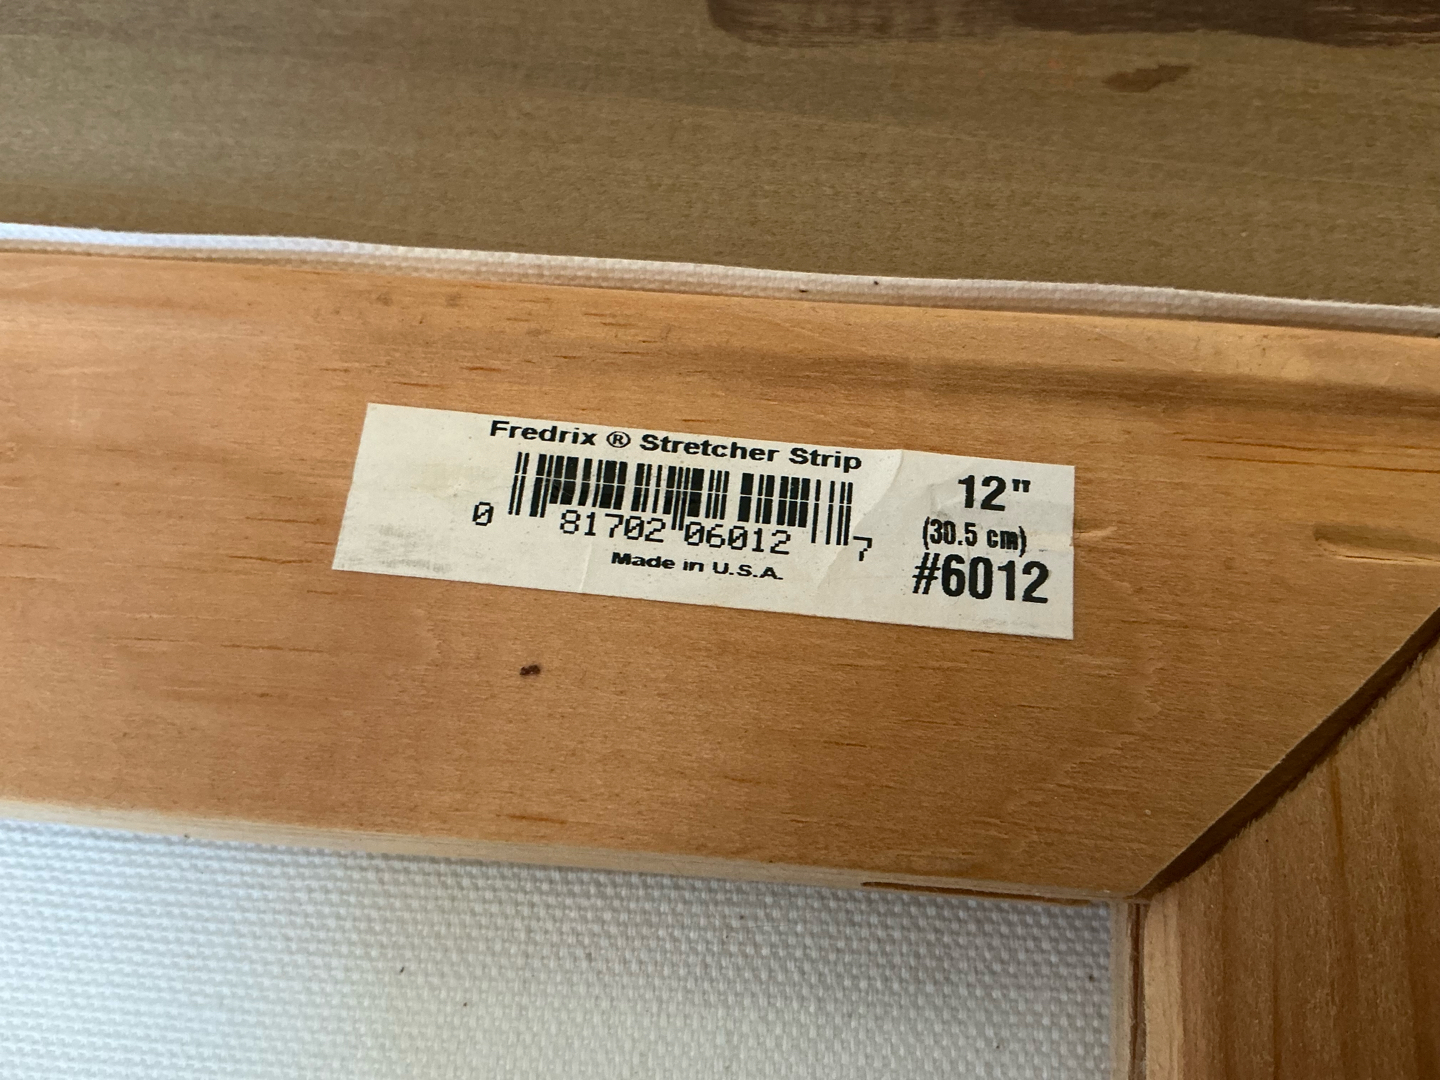 Fredrix ® Stretcher Strip
0 81702 06012 7
Made in U.S.A.
12"
(30.5 cm)
#6012